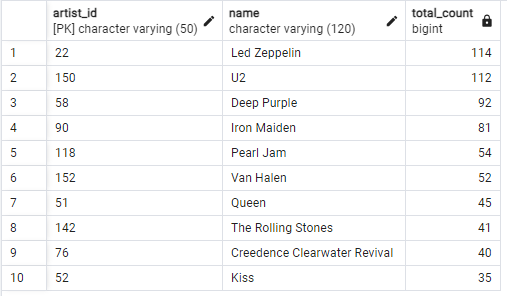 artist_id name total_count
[PK] character varying (50) character varying (120) bigint
1 22 Led Zeppelin 114
2 150 U2 112
3 58 Deep Purple 92
4 90 Iron Maiden 81
5 118 Pearl Jam 54
6 152 Van Halen 52
7 51 Queen 45
8 142 The Rolling Stones 41
9 76 Creedence Clearwater Revival 40
10 52 Kiss 35